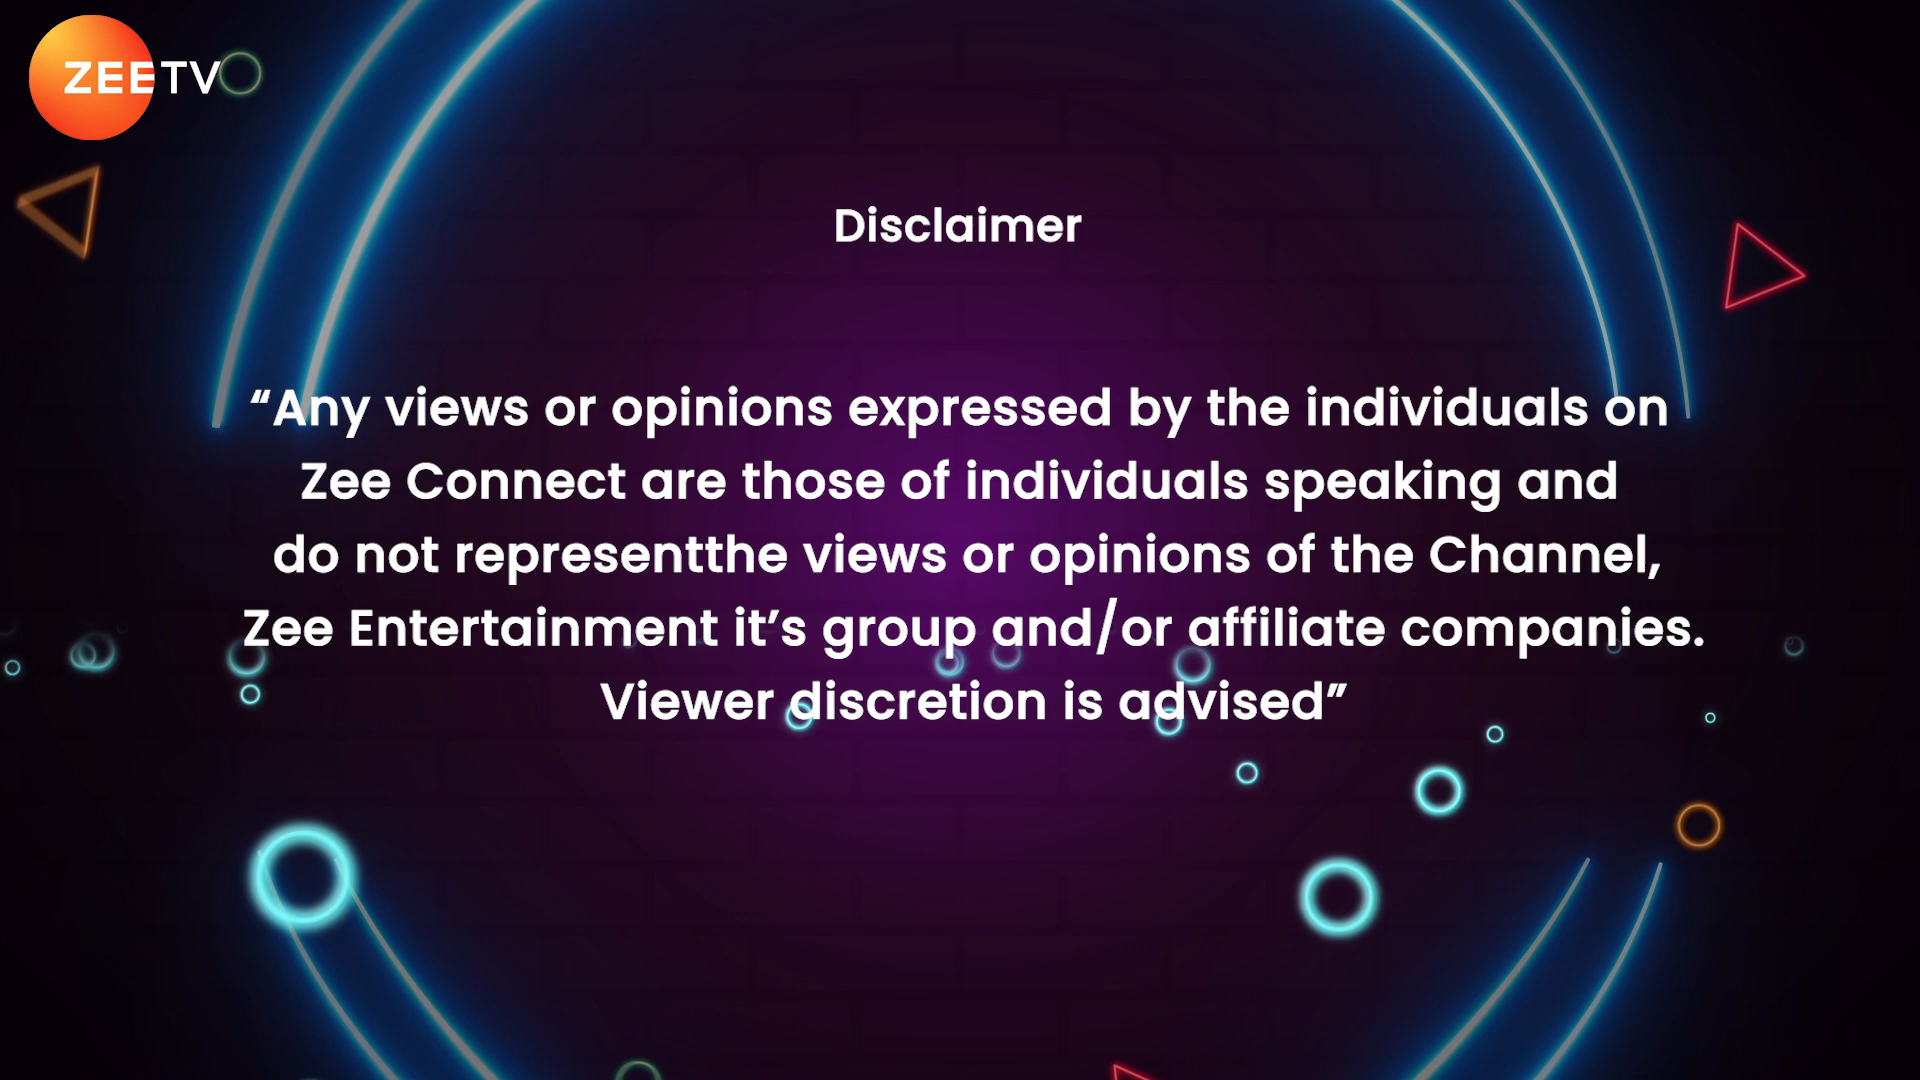 ZEETV
Disclaimer
“Any views or opinions expressed by the individuals on
Zee Connect are those of individuals speaking and
do not representthe views or opinions of the Channel,
Zee Entertainment it’s group and/or affiliate companies.
Viewer discretion is advised”